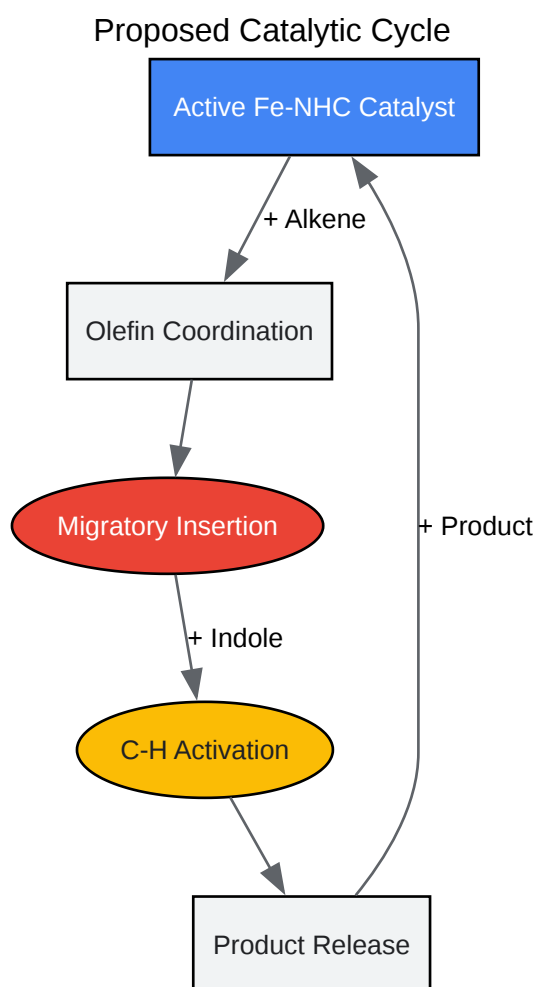 Proposed Catalytic Cycle
Active Fe-NHC Catalyst
+ Alkene
Olefin Coordination
Migratory Insertion
+ Product
+ Indole
C-H Activation
Product Release